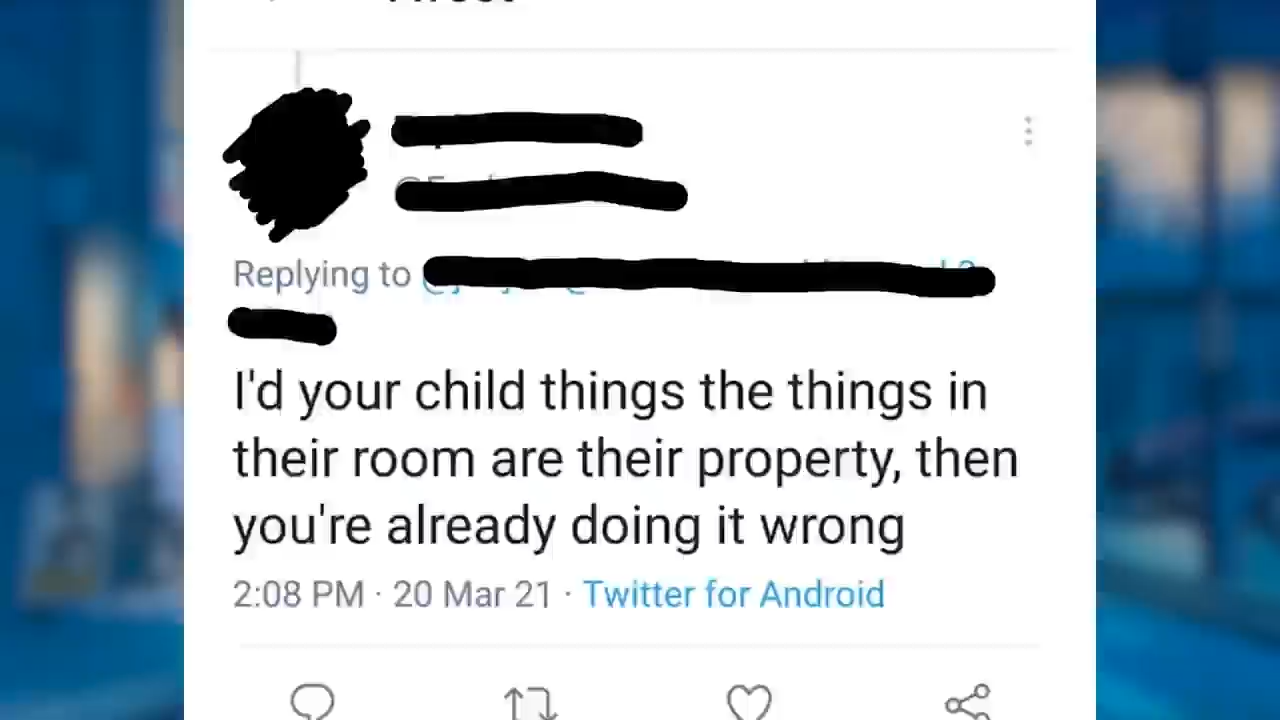 Replying to
I'd your child things the things in
their room are their property, then
you're already doing it wrong
2:08 PM · 20 Mar 21 · Twitter for Android